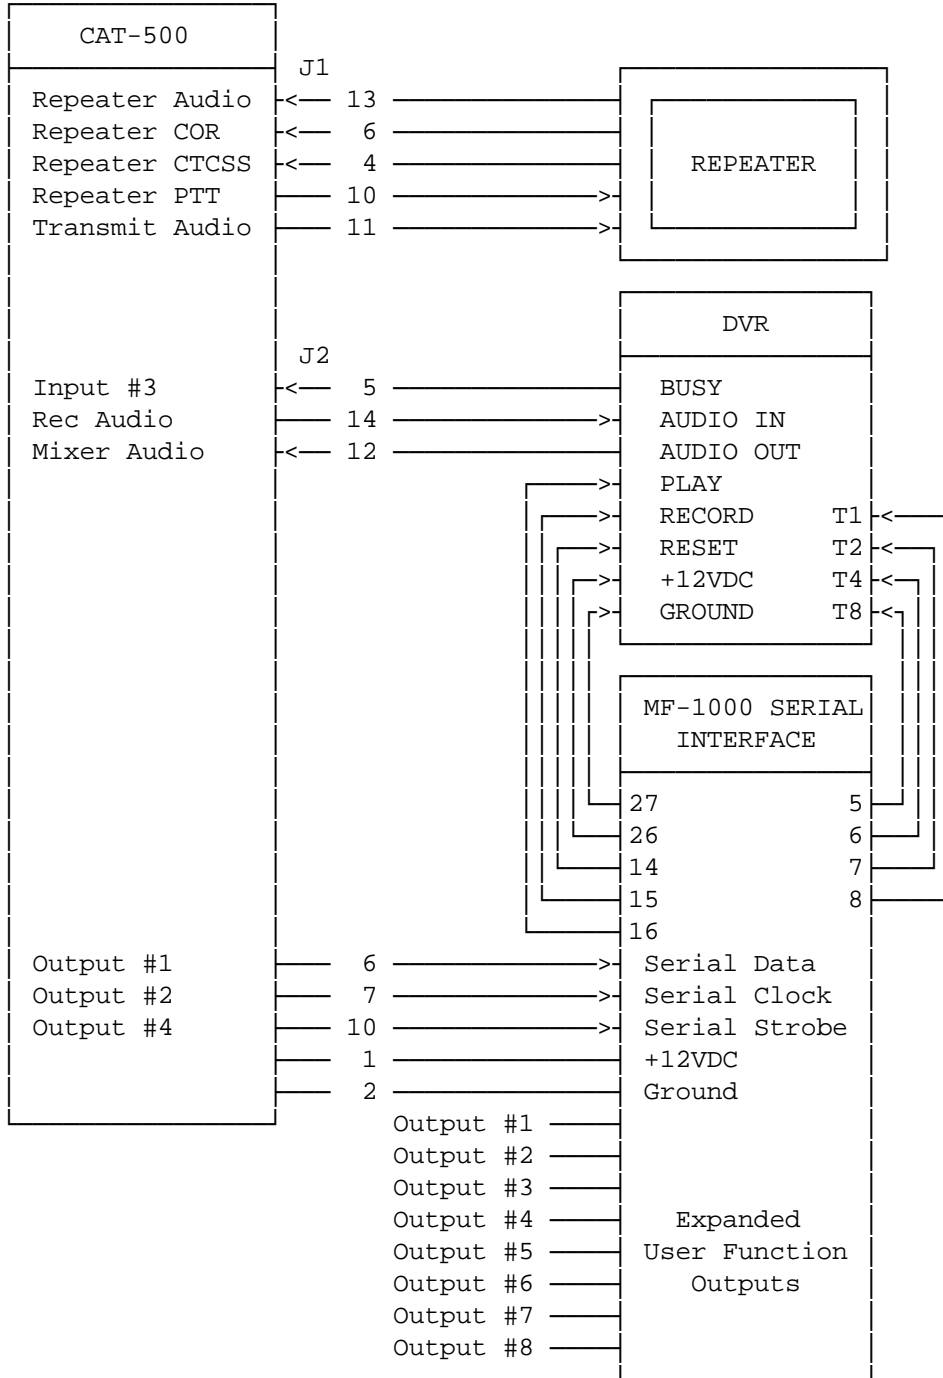 CAT-500
J1
Repeater Audio 13
Repeater COR 6
Repeater CTCSS 4 REPEATER
Repeater PTT 10
Transmit Audio 11
DVR
J2
Input #3 5 BUSY
Rec Audio 14 AUDIO IN
Mixer Audio 12 AUDIO OUT
PLAY
RECORD T1
RESET T2
+12VDC T4
GROUND T8
MF-1000 SERIAL
INTERFACE
27 5
26 6
14 7
15 8
16
Output #1 6 Serial Data
Output #2 7 Serial Clock
Output #4 10 Serial Strobe
1 +12VDC
2 Ground
Output #1
Output #2
Output #3
Output #4 Expanded
Output #5 User Function
Output #6 Outputs
Output #7
Output #8